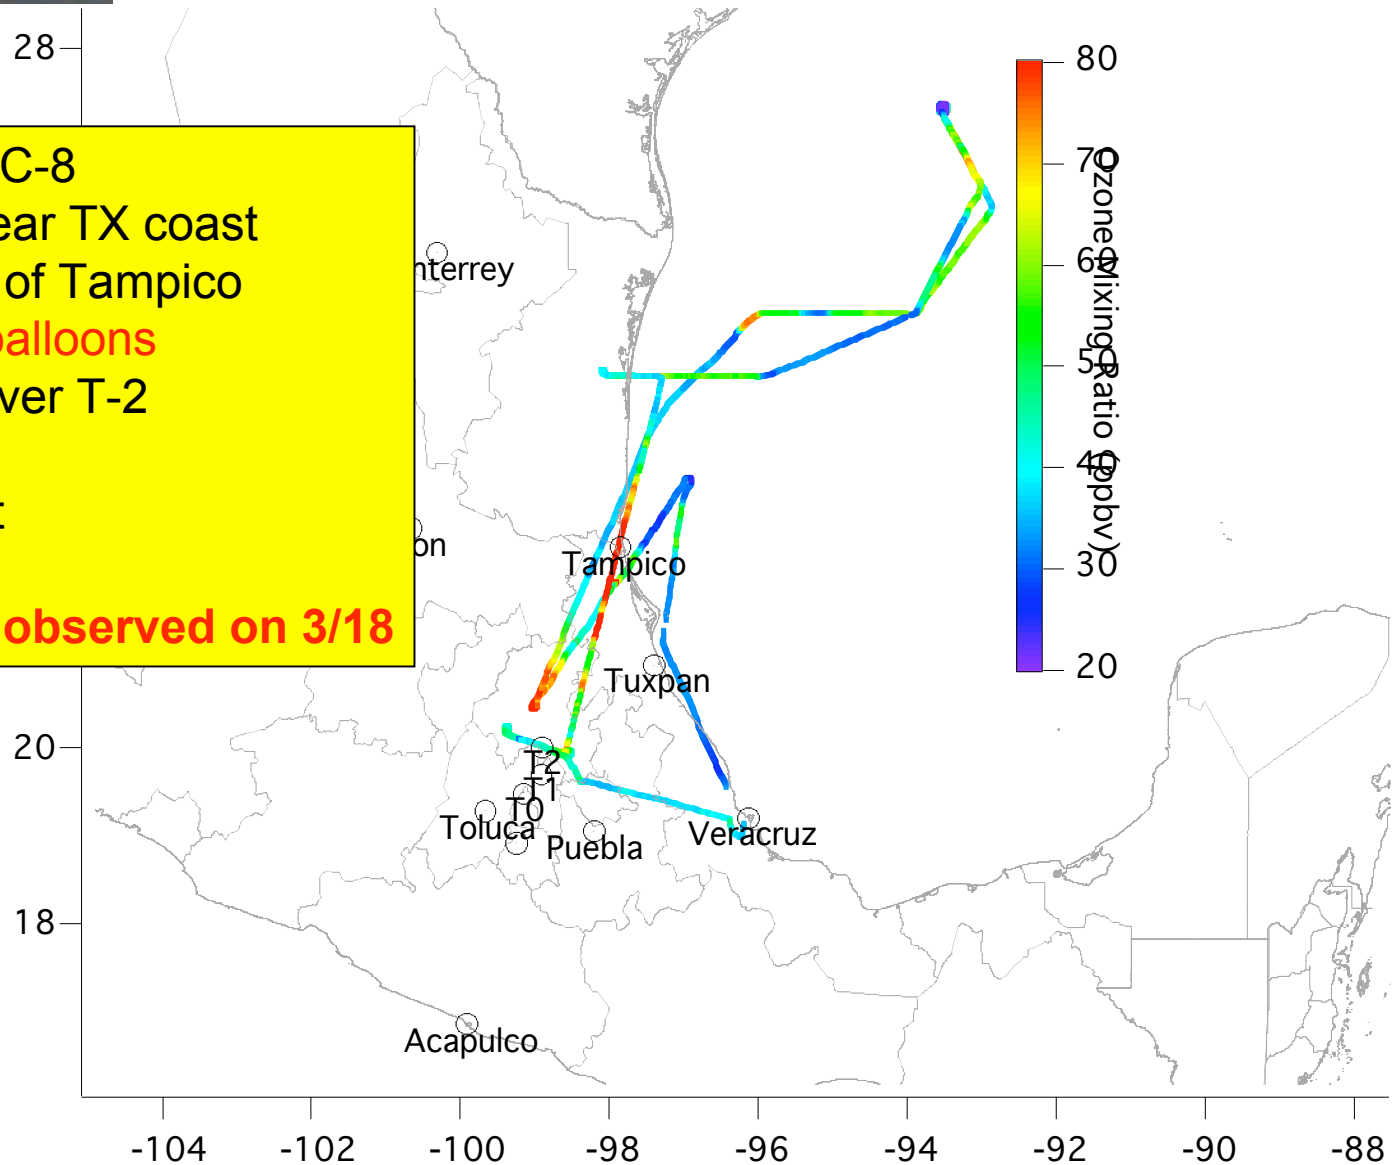 28
C-8
ear TX coast
of Tampico
balloons
ver T-2
t
observed on 3/18
nterrey
on
Tampico
Tuxpan
T2
T1
T0
Toluca
Puebla
Veracruz
Acapulco
20
18
-104
-102
-100
-98
-96
-94
-92
-90
-88
80
70
60
50
40
30
20
Ozone Mixing Ratio (ppbv)